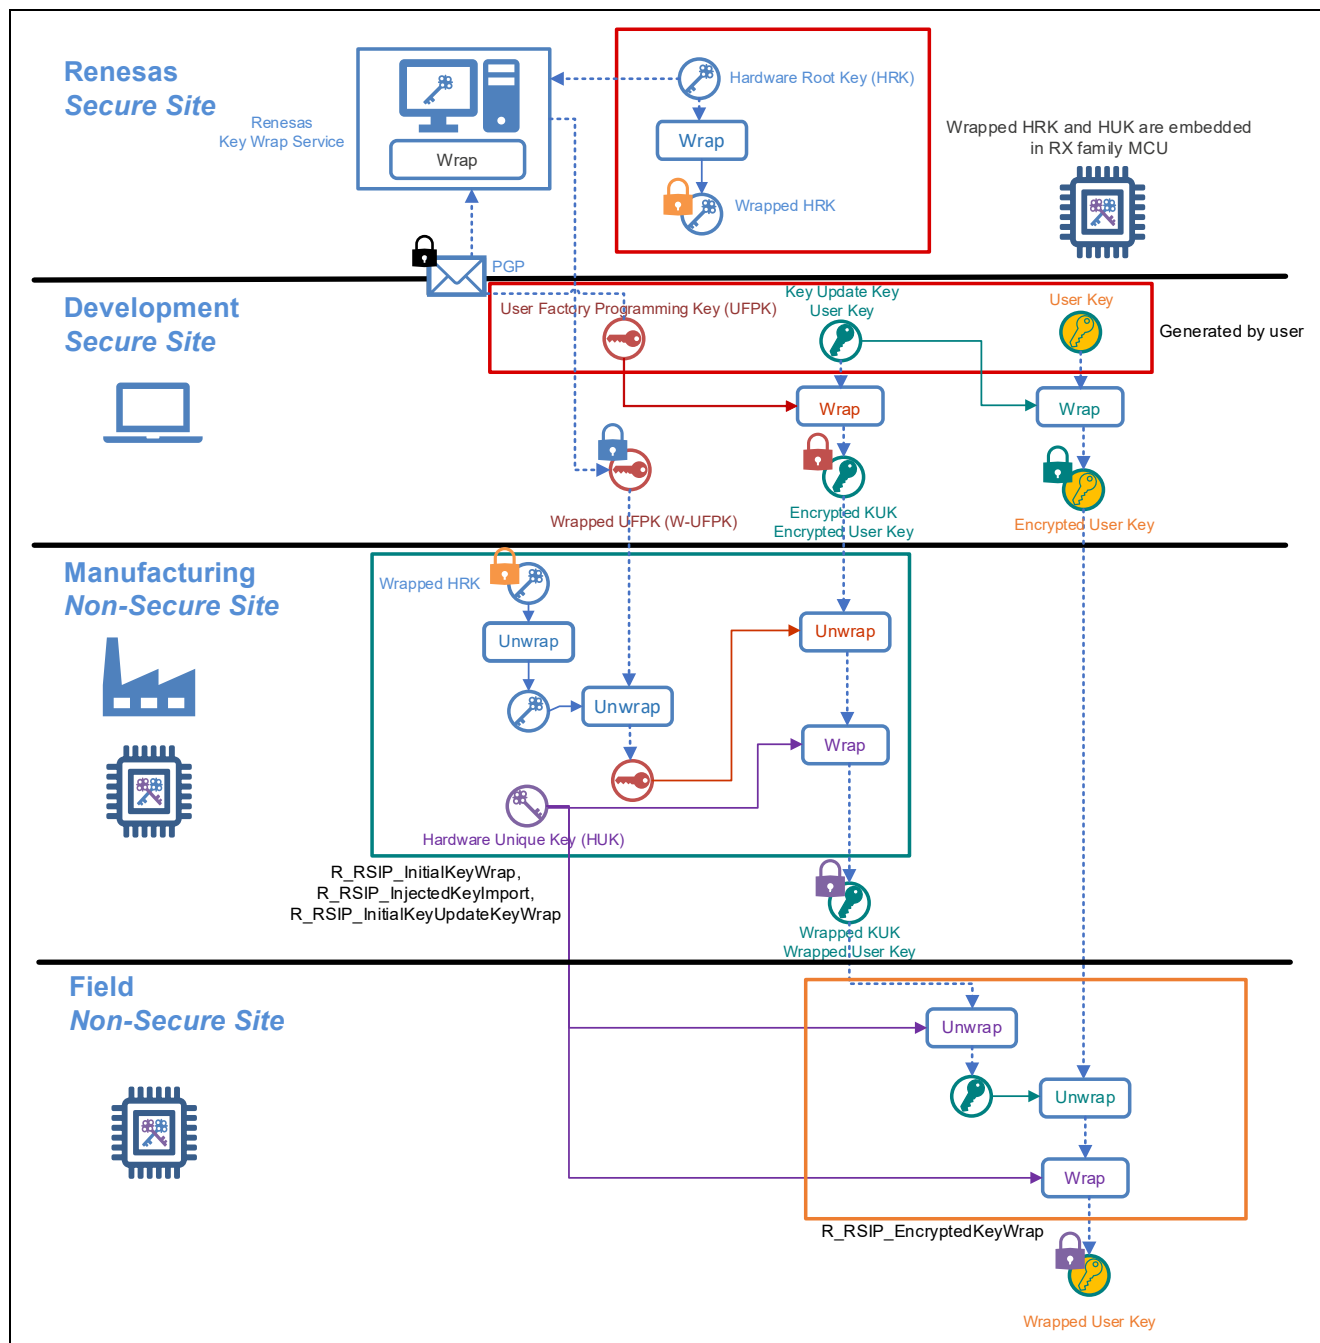 Renesas
Secure Site
Renesas
Key Wrap Service
Wrap
Hardware Root Key (HRK)
Wrap
Wrapped HRK
Wrapped HRK and HUK are embedded
in RX family MCU
PGP
Development
Secure Site
User Factory Programming Key (UFPK)
Key Update Key
User Key
User Key
Generated by user
Wrap
Wrap
Wrapped UFPK (W-UFPK)
Encrypted KUK
Encrypted User Key
Encrypted User Key
Manufacturing
Non-Secure Site
Wrapped HRK
Unwrap
Unwrap
Unwrap
Wrap
Hardware Unique Key (HUK)
R_RSIP_InitialKeyWrap,
R_RSIP_InjectedKeyImport,
R_RSIP_InitialKeyUpdateKeyWrap
Wrapped KUK
Wrapped User Key
Field
Non-Secure Site
Unwrap
Unwrap
Wrap
R_RSIP_EncryptedKeyWrap
Wrapped User Key